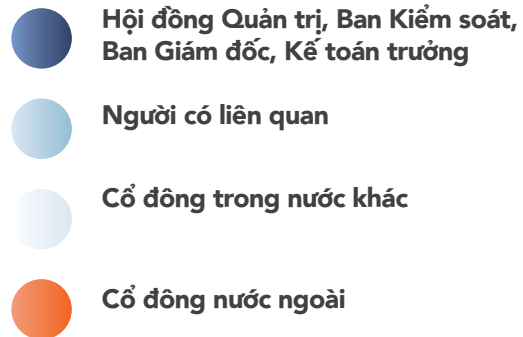 Hội đồng Quản trị, Ban Kiểm soát,
Ban Giám đốc, Kế toán trưởng
Người có liên quan
Cổ đông trong nước khác
Cổ đông nước ngoài